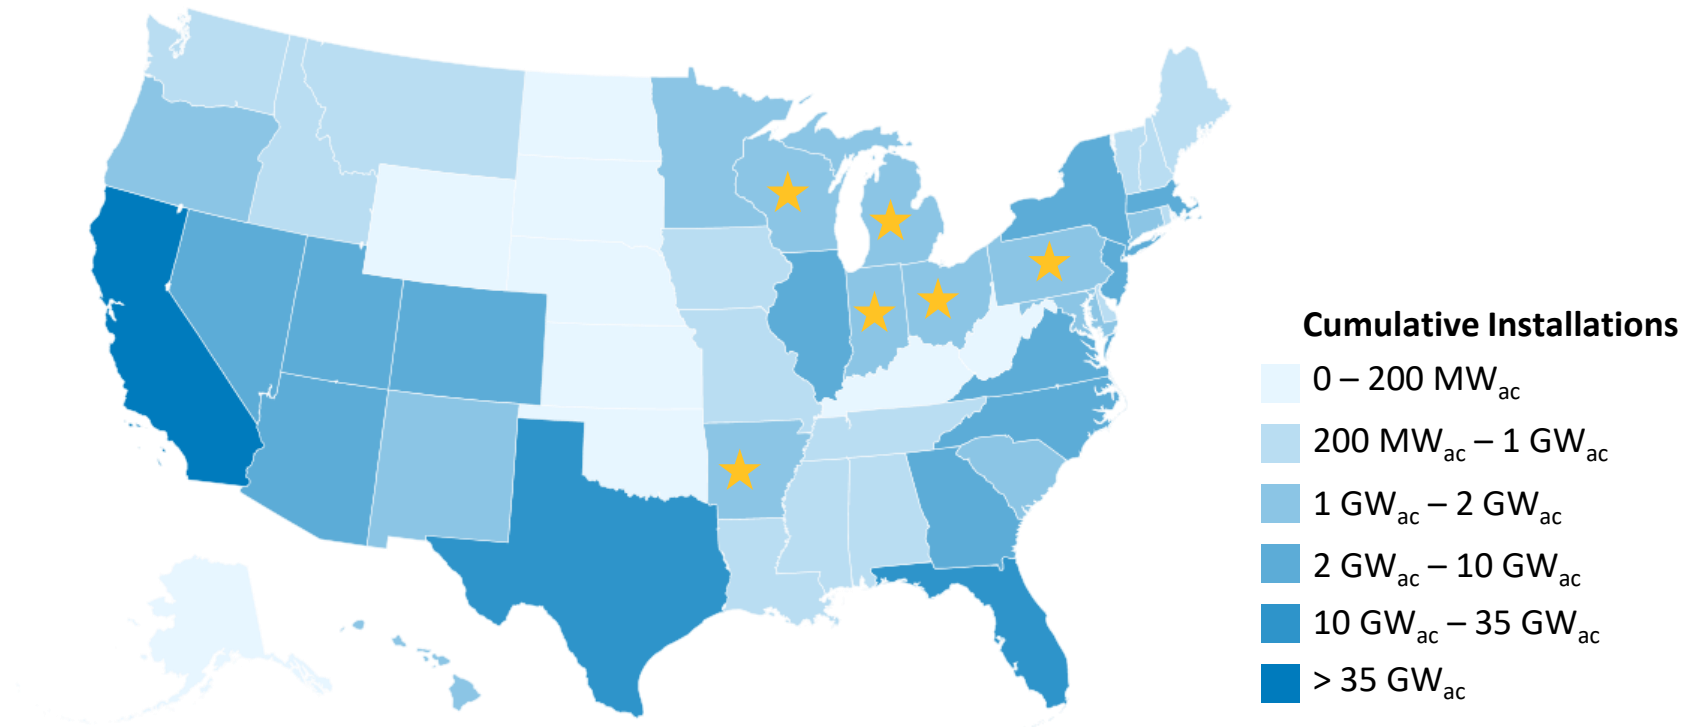 Cumulative Installations
0 – 200 MWac
200 MWac – 1 GWac
1 GWac – 2 GWac
2 GWac – 10 GWac
10 GWac – 35 GWac
> 35 GWac